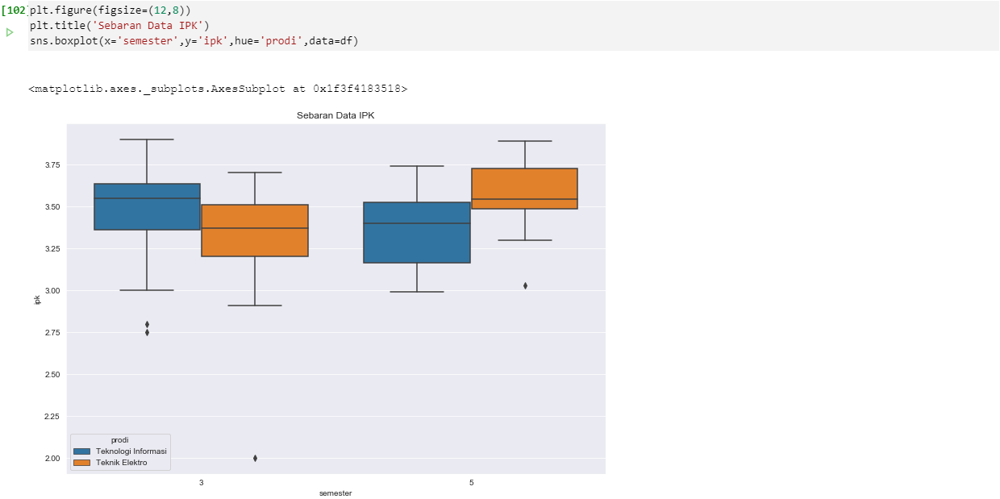 [102]
plt.figure(figsize=(12,8))
plt.title('Sebaran Data IPK')
sns.boxplot(x='semester',y='ipk',hue='prodi',data=df)
<matplotlib.axes._subplots.AxesSubplot at 0x1f3f4183518>
Sebaran Data IPK
3.75
3.50
3.25
3.00
ipk
2.75
2.50
2.25
2.00
prodi
Teknologi Informasi
Teknik Elektro
3 5
semester